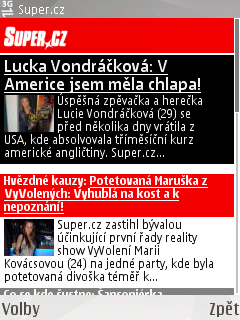 3G Super.cz
SUPER.CZ
Lucka Vondráčková: V
Americe jsem měla chlapa!
Úspěšná zpěvačka a herečka
Lucie Vondráčková (29) se
před několika dny vrátila z
USA, kde absolvovala tříměsíční kurz
americké angličtiny. Super.cz...
Hvězdné kauzy: Potetovaná Maruška z
VyVolených: Vyhublá na kost a k
nepoznání!
Super.cz zastihl bývalou
účinkující první řady reality
show VyVolení Marii
Kovácsovou (24) na jedné party, kde byla
potetovaná divoška téměř k...
Co se kde šustne: Šansoniérka
Volby Zpět